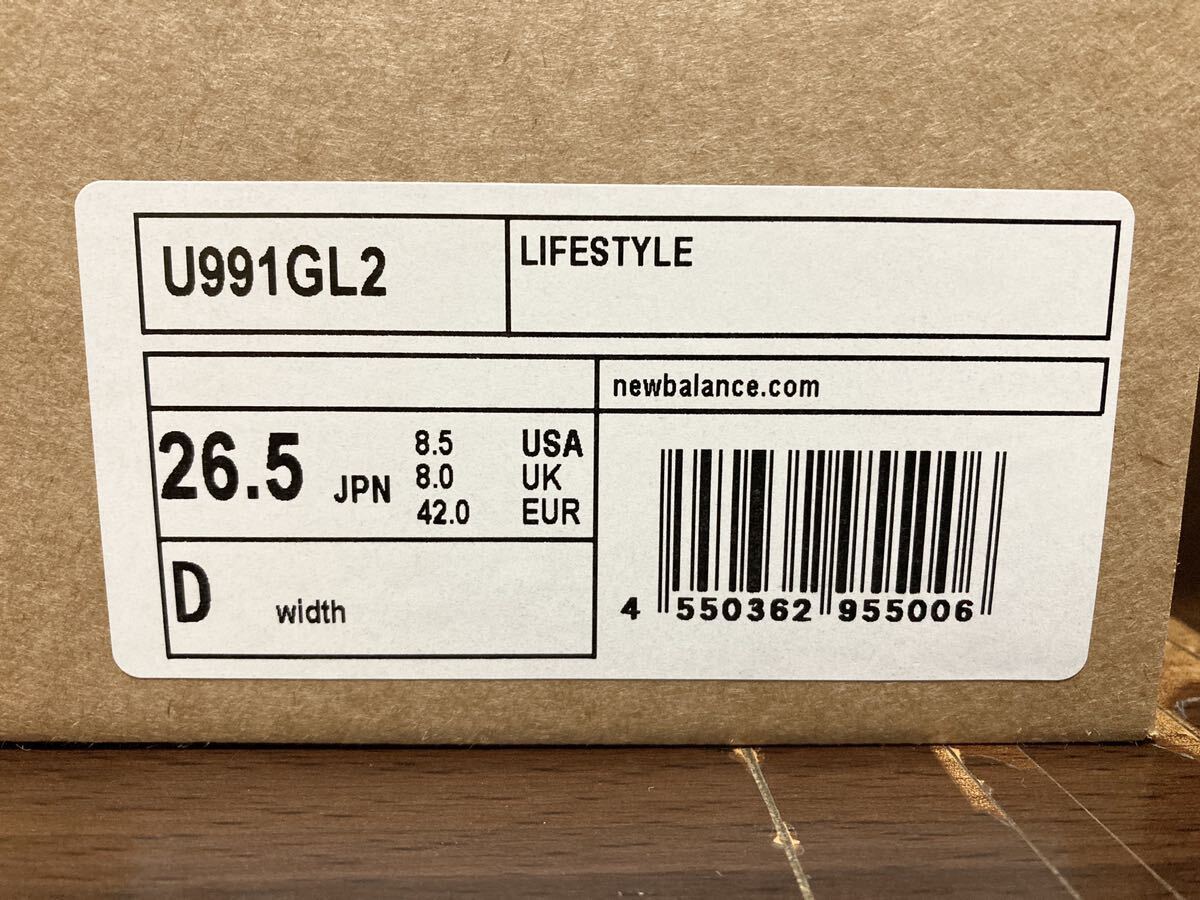 U991GL2
LIFESTYLE
newbalance.com
26.5 JPN
8.5 USA
8.0 UK
42.0 EUR
D width
4 550362 955006